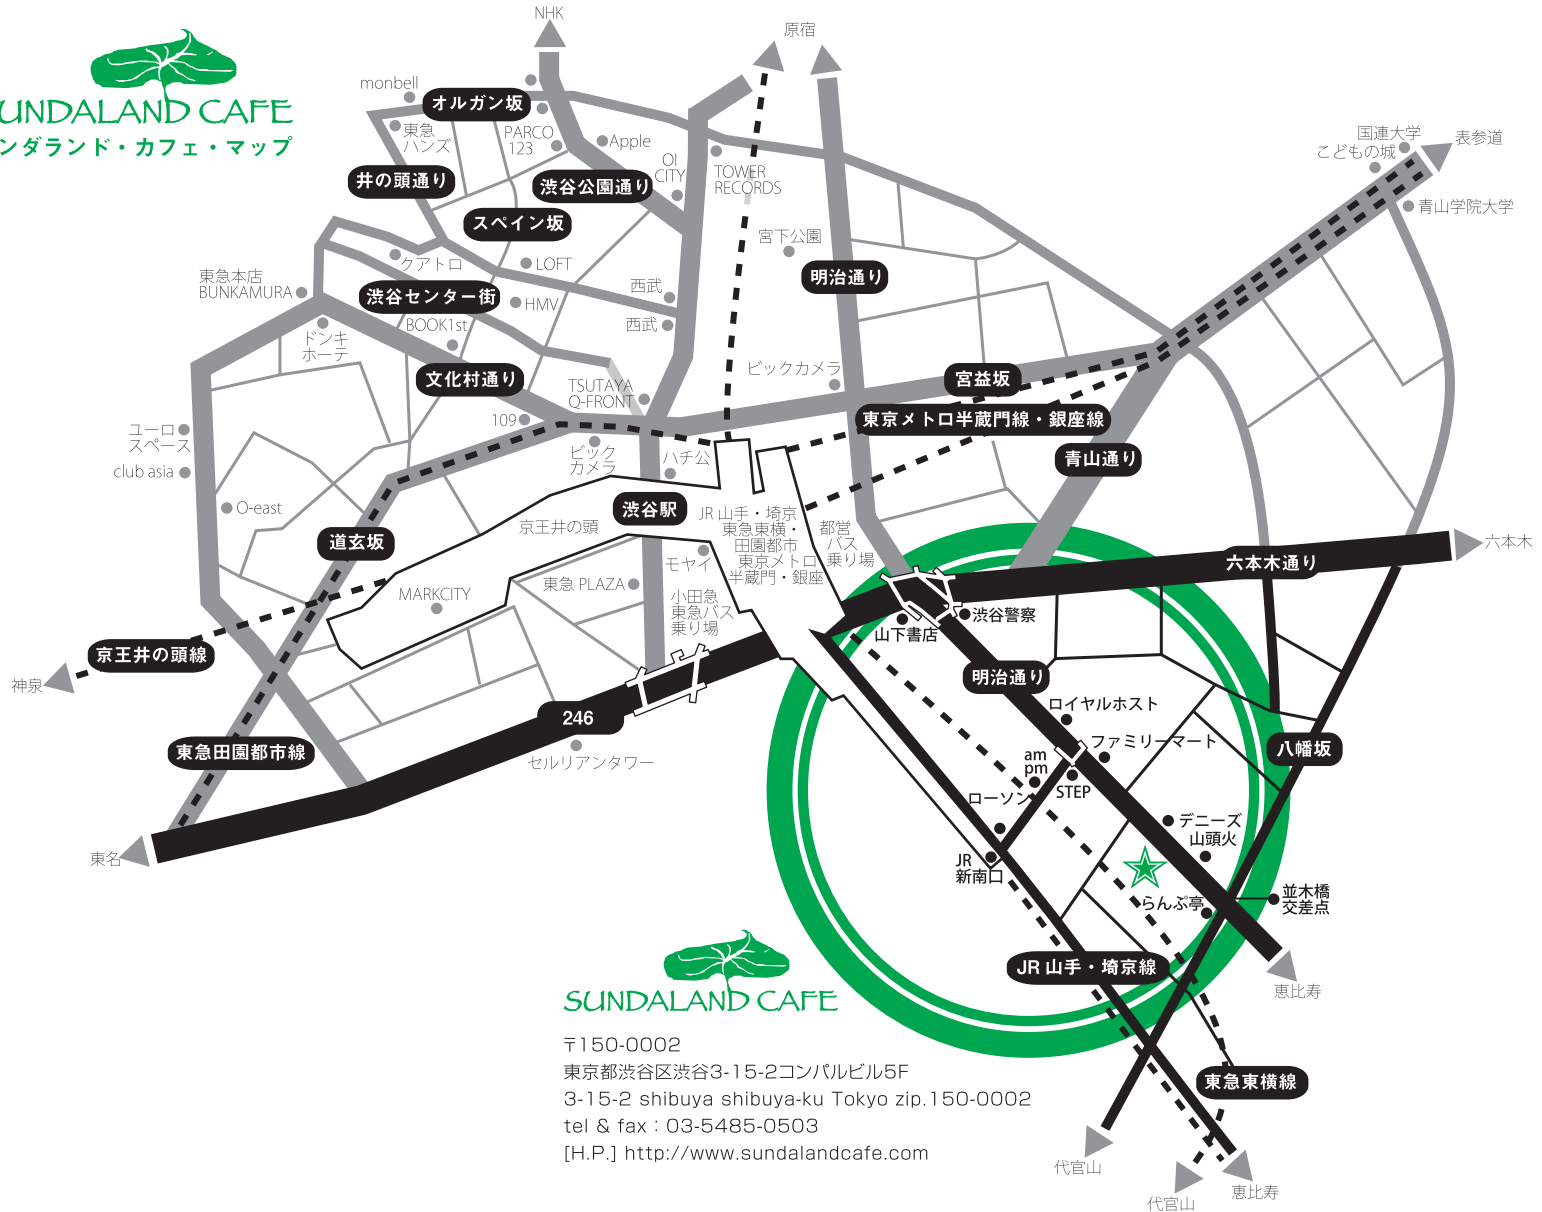 NHK
原宿
UNDALAND CAFE
ンダランド・カフェ・マップ
monbell
オルガン坂
東急
ハンズ
PARCO
123
Apple
OI
CITY
TOWER
RECORDS
国連大学
こどもの城
表参道
青山学院大学
井の頭通り
渋谷公園通り
スペイン坂
宮下公園
クアトロ
LOFT
明治通り
東急本店
BUNKAMURA
渋谷センター街
HMV
西武
西武
BOOK1st
ドンキ
ホーテ
文化村通り
TSUTAYA
Q-FRONT
ビックカメラ
宮益坂
109
東京メトロ半蔵門線・銀座線
ユーロ
スペース
club asia
ビック
カメラ
ハチ公
青山通り
O-east
渋谷駅
京王井の頭
JR 山手・埼京
東急東横・
田園都市
東京メトロ
半蔵門・銀座
都営
バス
乗り場
道玄坂
モヤイ
六本木通り
六本木
MARKCITY
東急 PLAZA
小田急
東急バス
乗り場
渋谷警察
山下書店
京王井の頭線
神泉
明治通り
ロイヤルホスト
246
東急田園都市線
セルリアンタワー
ファミリーマート
八幡坂
am
pm
STEP
ローソン
デニーズ
山頭火
東名
JR
新南口
らんぷ亭
並木橋
交差点
JR 山手・埼京線
恵比寿
SUNDALAND CAFE
〒150-0002
東京都渋谷区渋谷3-15-2コンパルビル5F
3-15-2 shibuya shibuya-ku Tokyo zip.150-0002
tel & fax : 03-5485-0503
[H.P.] http://www.sundalandcafe.com
東急東横線
代官山
代官山
恵比寿